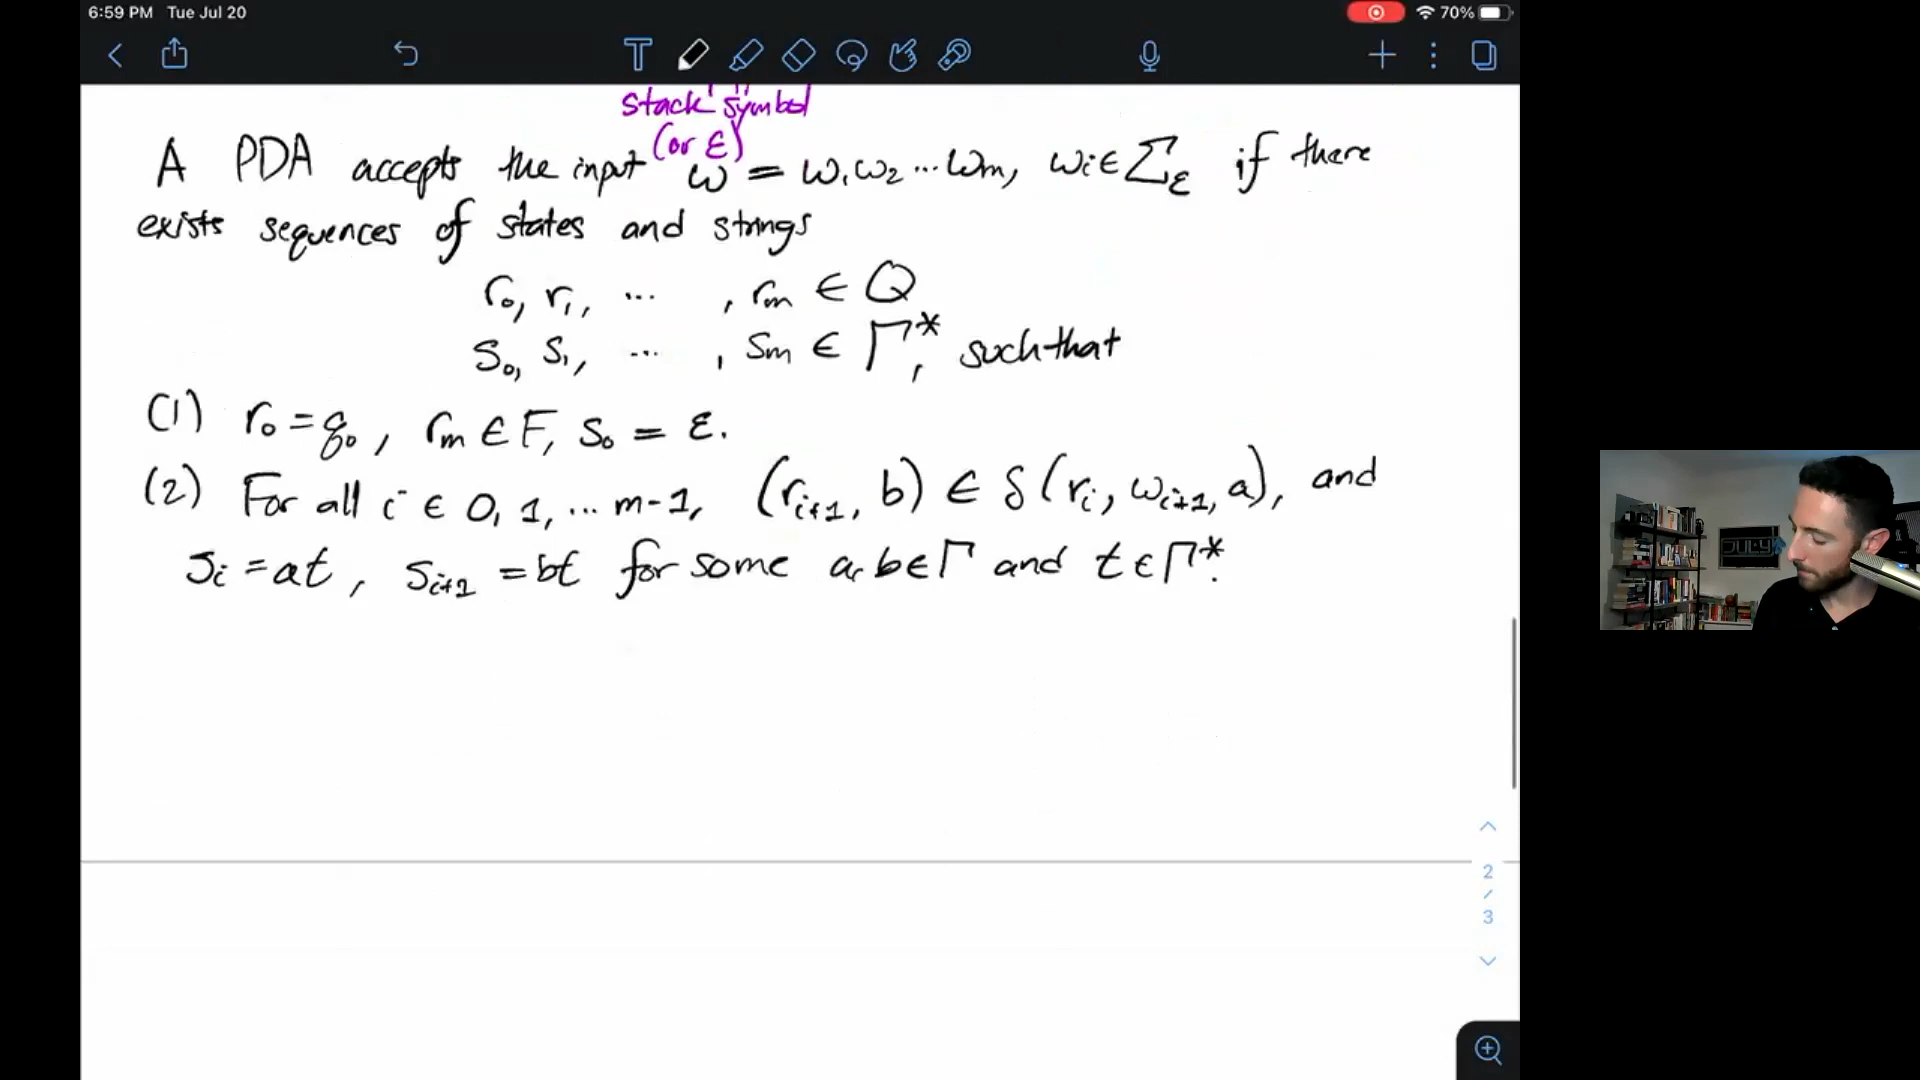 6:59 PM Tue Jul 20
70%
stack symbol
(or ε)
A PDA accepts the input ω = ω₁ω₂...ωm, ωi ∈ Σε if there
exists sequences of states and strings
r₀, r₁, ... , rm ∈ Q
S₀, S₁, ... , Sm ∈ Γ*, such that
(1) r₀ = q₀, rm ∈ F, S₀ = ε.
(2) For all i ∈ 0, 1, ... m-1, (rᵢ₊₁, b) ∈ δ(rᵢ, ωᵢ₊₁, a), and
Sᵢ = at, Sᵢ₊₁ = bt for some a, b ∈ Γ and t ∈ Γ*.
2
/
3